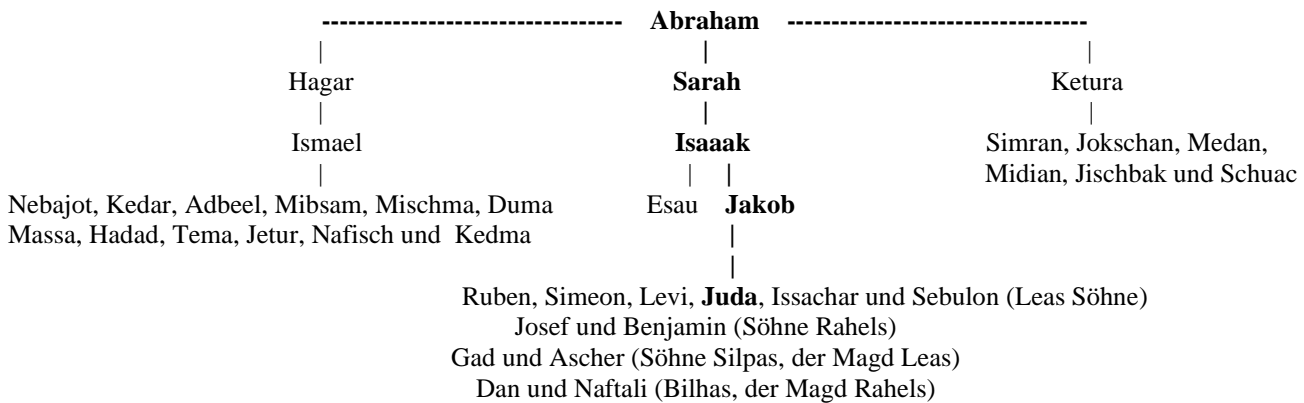 ---------------------------------- Abraham ----------------------------------
| | |
Hagar Sarah Ketura
| | |
Ismael Isaaak Simran, Jokschan, Medan,
| | | Midian, Jischbak und Schuac
Nebajot, Kedar, Adbeel, Mibsam, Mischma, Duma Esau Jakob
Massa, Hadad, Tema, Jetur, Nafisch und Kedma |
|
Ruben, Simeon, Levi, Juda, Issachar und Sebulon (Leas Söhne)
Josef und Benjamin (Söhne Rahels)
Gad und Ascher (Söhne Silpas, der Magd Leas)
Dan und Naftali (Bilhas, der Magd Rahels)